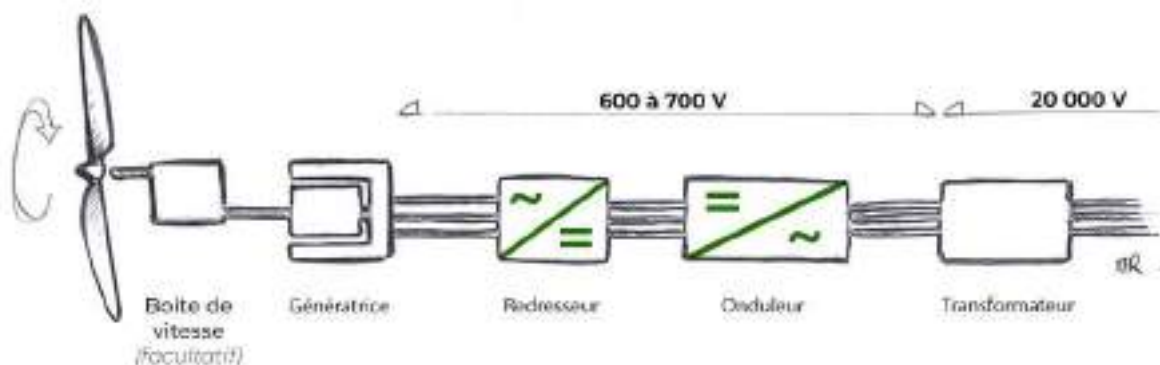 600 à 700 V
20 000 V
~
=
=
~
Boite de
vitesse
(facultatif)
Génératrice
Redresseur
Onduleur
Transformateur